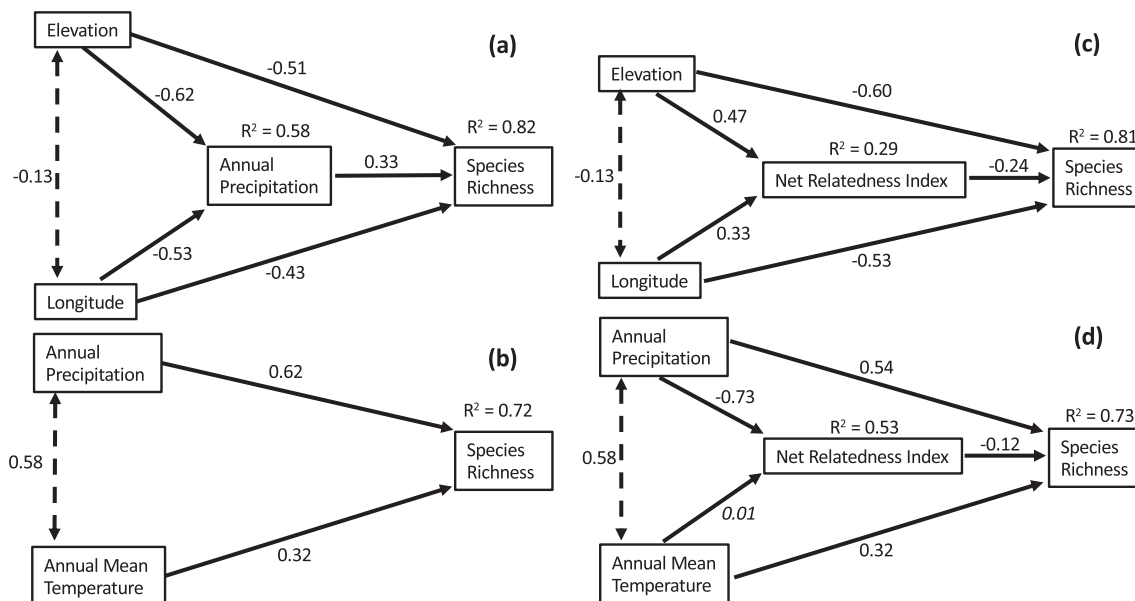 Elevation
(a)
-0.51
-0.62
R² = 0.58
R² = 0.82
-0.13
Annual
Precipitation
0.33
Species
Richness
-0.53
-0.43
Longitude
Annual
Precipitation
(b)
0.62
R² = 0.72
0.58
Species
Richness
0.32
Annual Mean
Temperature
(c)
Elevation
-0.60
0.47
R² = 0.29
R² = 0.81
-0.13
Net Relatedness Index
-0.24
Species
Richness
0.33
-0.53
Longitude
Annual
Precipitation
(d)
0.54
-0.73
R² = 0.53
R² = 0.73
0.58
Net Relatedness Index
-0.12
Species
Richness
0.01
0.32
Annual Mean
Temperature